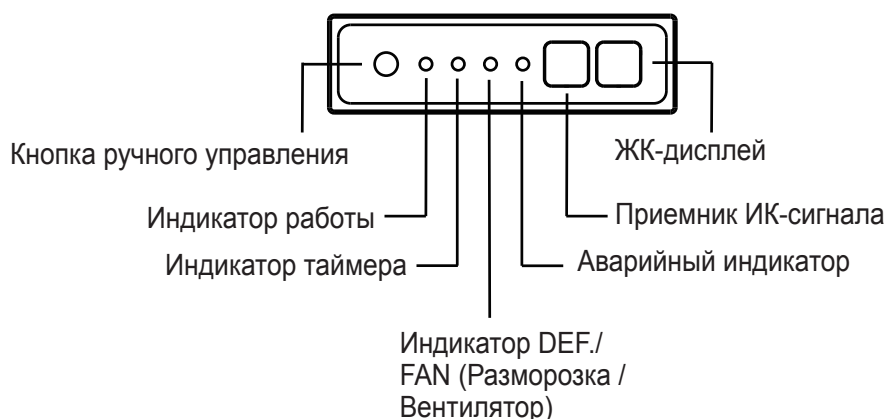 Кнопка ручного управления
ЖК-дисплей
Индикатор работы
Приемник ИК-сигнала
Индикатор таймера
Аварийный индикатор
Индикатор DEF./
FAN (Разморозка /
Вентилятор)